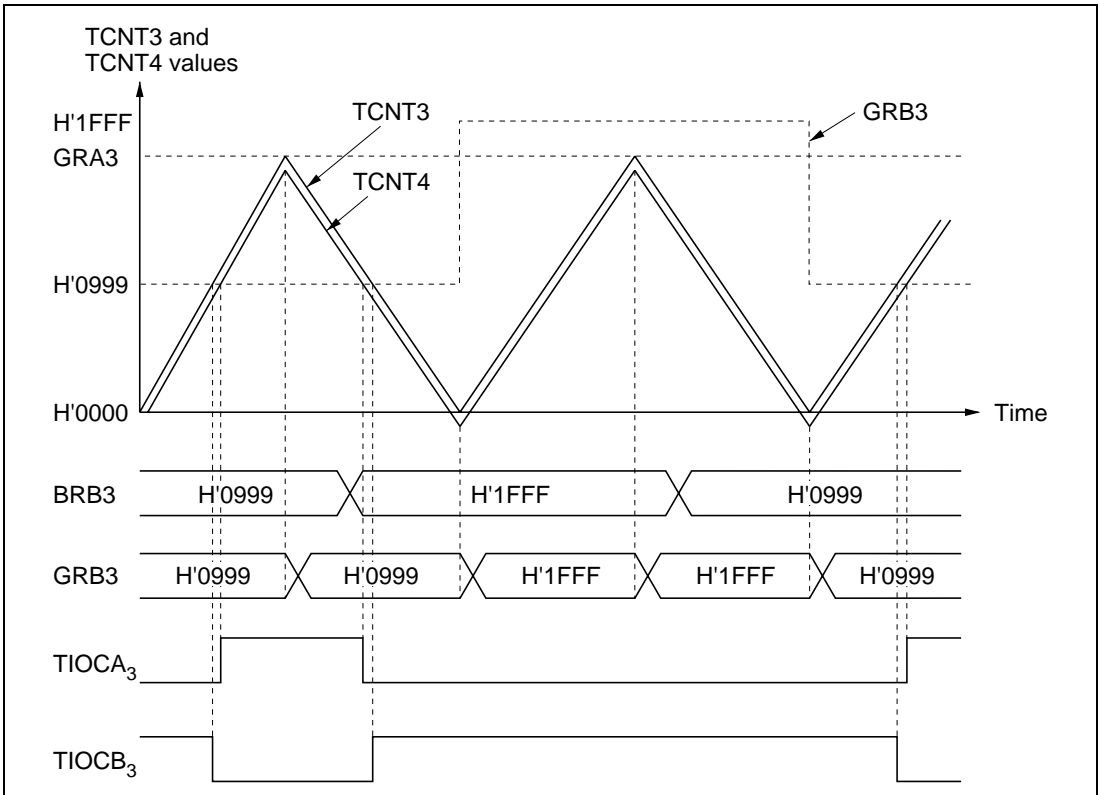 TCNT3 and
TCNT4 values
H'1FFF
GRA3
H'0999
H'0000
TCNT3
TCNT4
GRB3
Time
BRB3 H'0999 H'1FFF H'0999
GRB3 H'0999 H'0999 H'1FFF H'1FFF H'0999
TIOCA3
TIOCB3